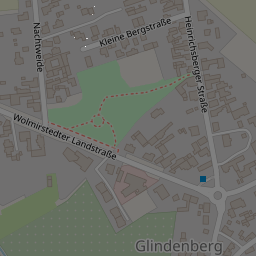 Kleine Bergstraße
Nachtweide
Heinrichsberger Straße
Wolmirstedter Landstraße
Glindenberg